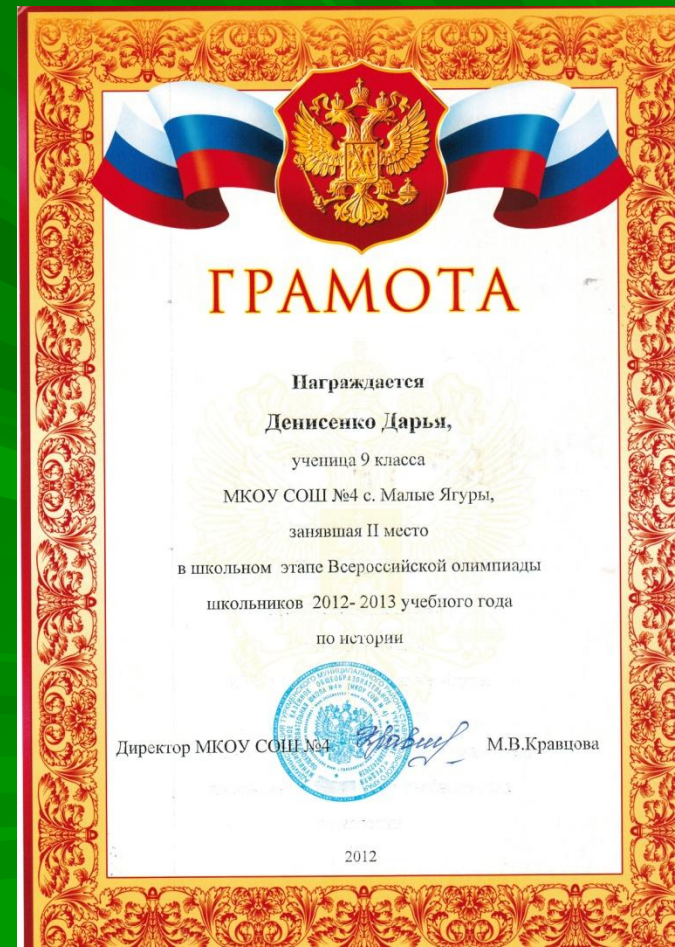 ГРАМОТА
Награждается
Денисенко Дарья,
ученица 9 класса
МКОУ СОШ №4 с. Малые Ягуры,
занявшая II место
в школьном этапе Всероссийской олимпиады
школьников 2012- 2013 учебного года
по истории
Директор МКОУ СОШ №4 М.В.Кравцова
2012